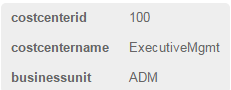 costcenterid 100
costcentername ExecutiveMgmt
businessunit ADM